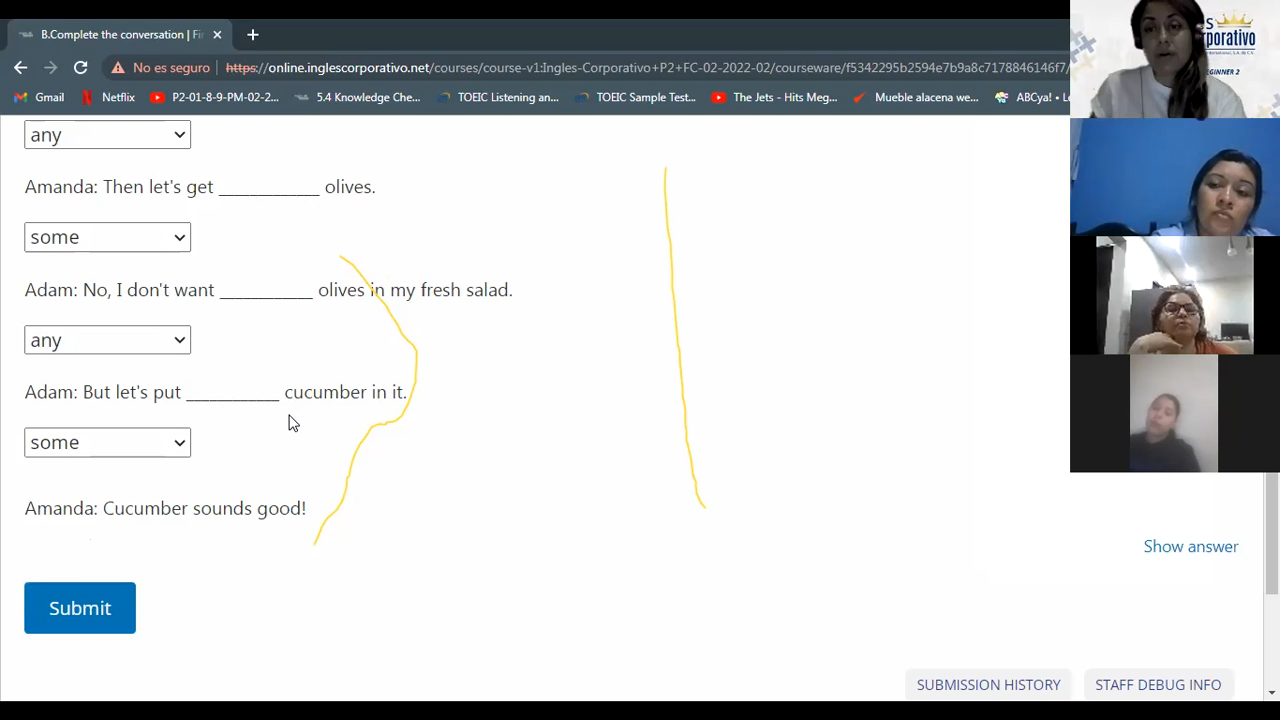 B.Complete the conversation | Fi
No es seguro
https://online.inglescorporativo.net/courses/course-v1:Ingles-Corporativo+P2+FC-02-2022-02/courseware/f5342295b2594e7b9a8c7178846146f7/
Gmail
Netflix
P2-01-8-9-PM-02-2...
5.4 Knowledge Che...
TOEIC Listening an...
TOEIC Sample Test...
The Jets - Hits Meg...
Mueble alacena we...
ABCya! • Le
any
Amanda: Then let's get _____________ olives.
some
Adam: No, I don't want ____________ olives in my fresh salad.
any
Adam: But let's put ____________ cucumber in it.
some
Amanda: Cucumber sounds good!
Show answer
Submit
SUBMISSION HISTORY
STAFF DEBUG INFO